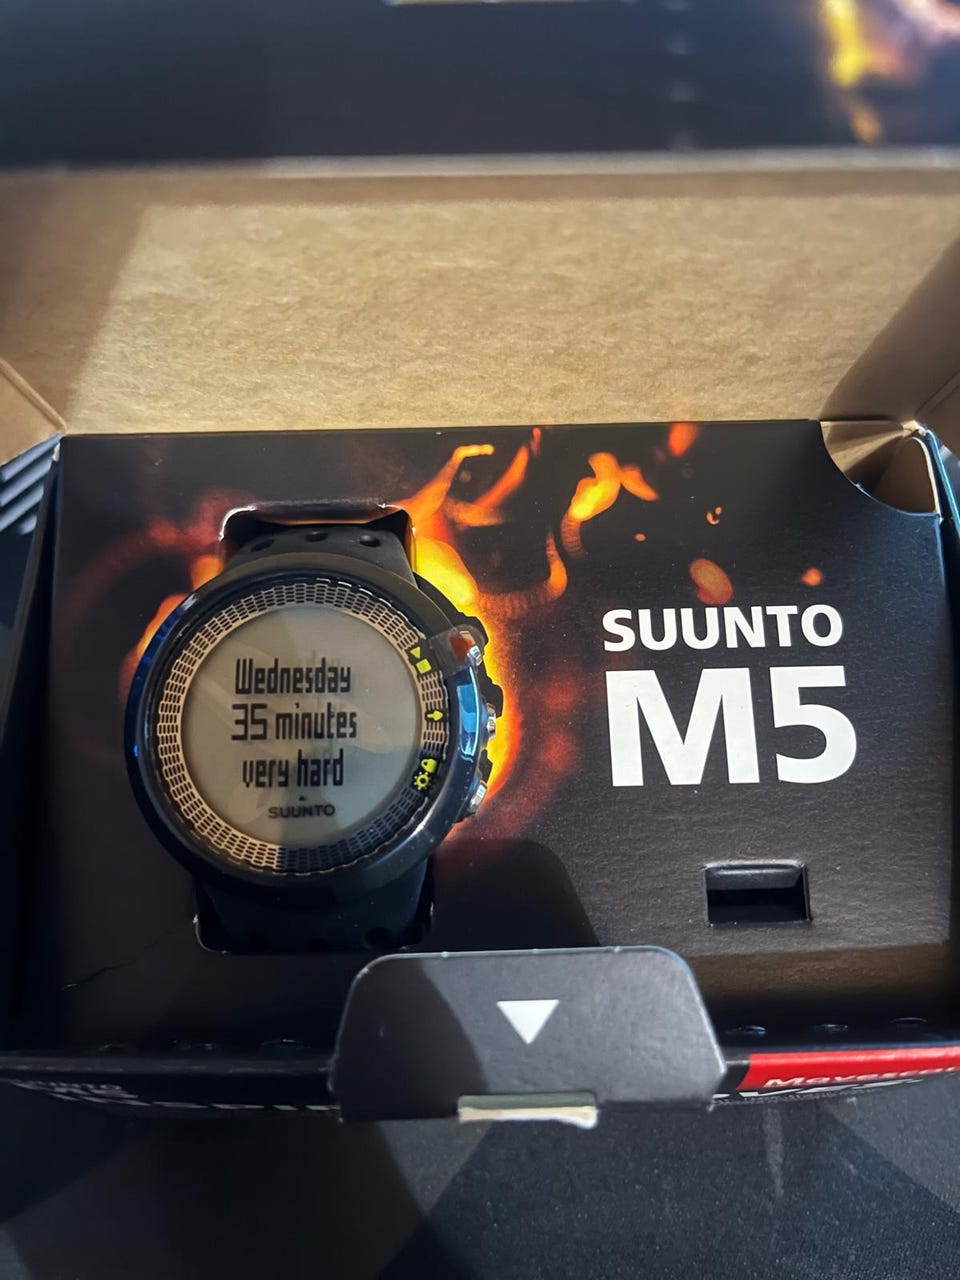 Wednesday
35 minutes
very hard
SUUNTO
SUUNTO
M5